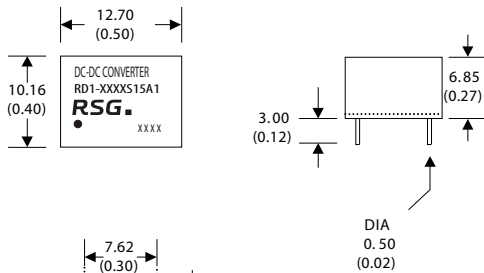 12.70
(0.50)
10.16
(0.40)
DC-DC CONVERTER
RD1-XXXXS15A1
RSG.
XXXX
6.85
(0.27)
3.00
(0.12)
DIA
0.50
(0.02)
7.62
(0.30)